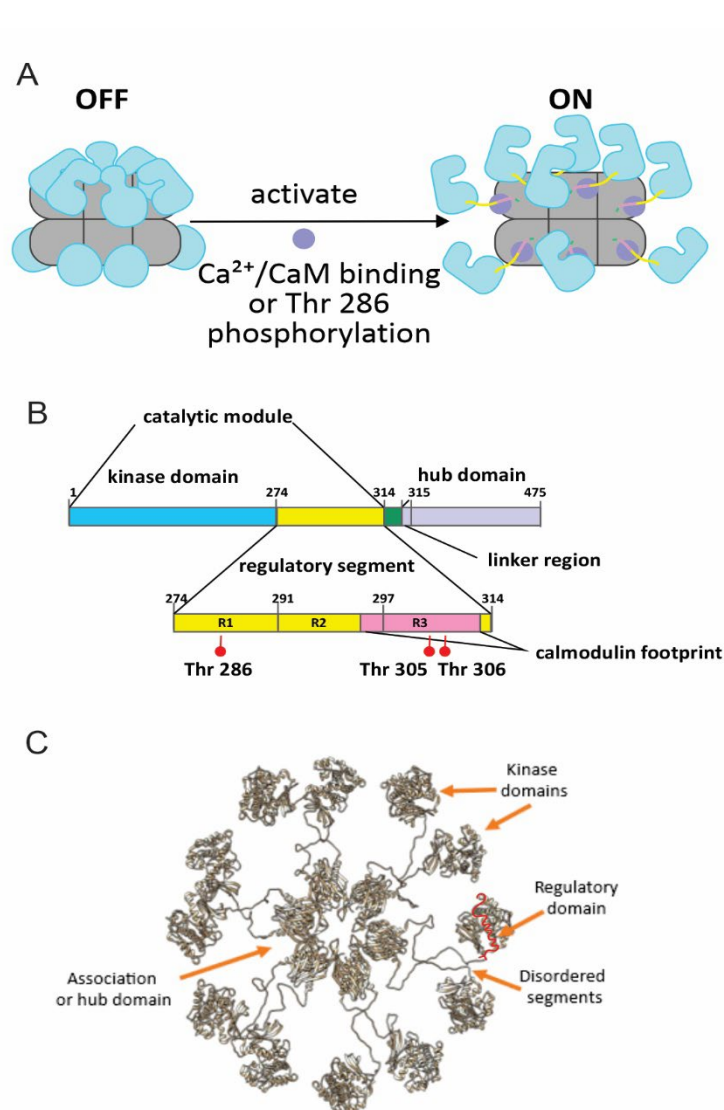 A
OFF
ON
activate
Ca²⁺/CaM binding
or Thr 286
phosphorylation
B
catalytic module
kinase domain
hub domain
1
274
314
315
475
linker region
regulatory segment
274
291
297
314
R1
R2
R3
calmodulin footprint
Thr 286
Thr 305
Thr 306
C
Kinase
domains
Regulatory
domain
Association
or hub domain
Disordered
segments